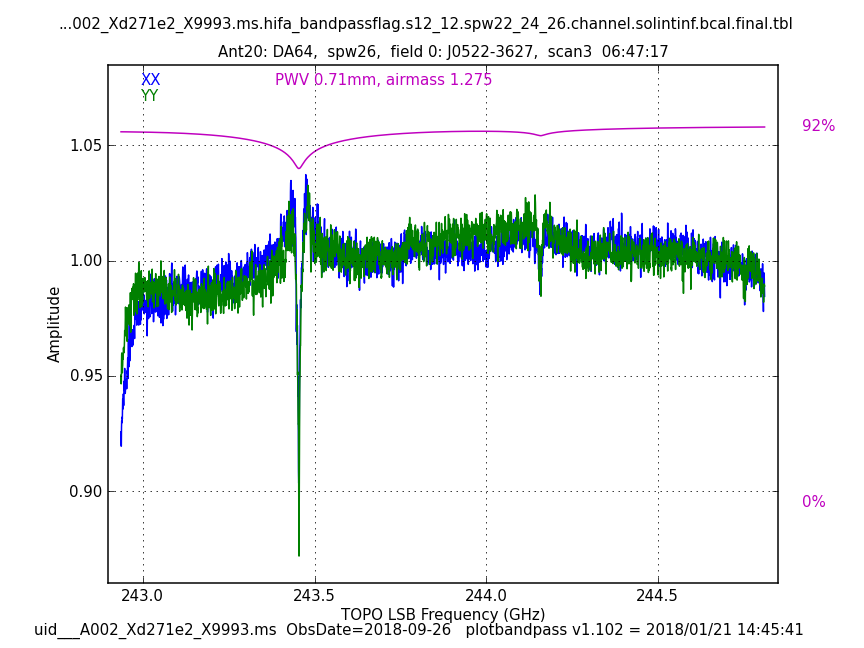 ...002_Xd271e2_X9993.ms.hifa_bandpassflag.s12_12.spw22_24_26.channel.solintinf.bcal.final.tbl
Ant20: DA64, spw26, field 0: J0522-3627, scan3 06:47:17
XX
PWV 0.71mm, airmass 1.275
YY
92%
1.05
1.00
0.95
0.90
Amplitude
0%
243.0 243.5 244.0 244.5
TOPO LSB Frequency (GHz)
uid___A002_Xd271e2_X9993.ms ObsDate=2018-09-26 plotbandpass v1.102 = 2018/01/21 14:45:41